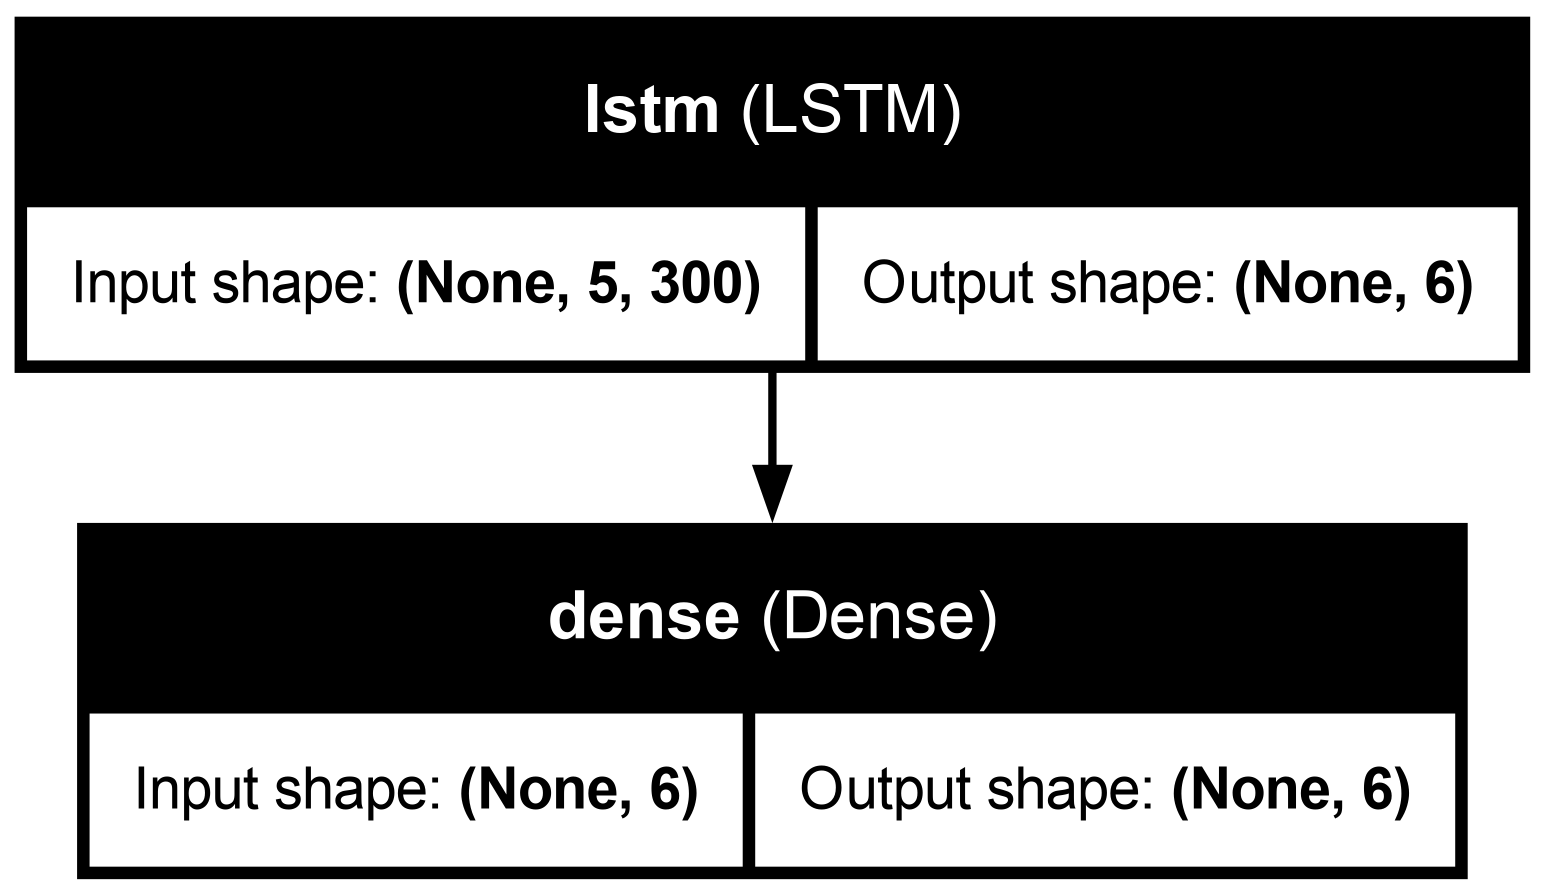 lstm (LSTM)
Input shape: (None, 5, 300) Output shape: (None, 6)
dense (Dense)
Input shape: (None, 6) Output shape: (None, 6)